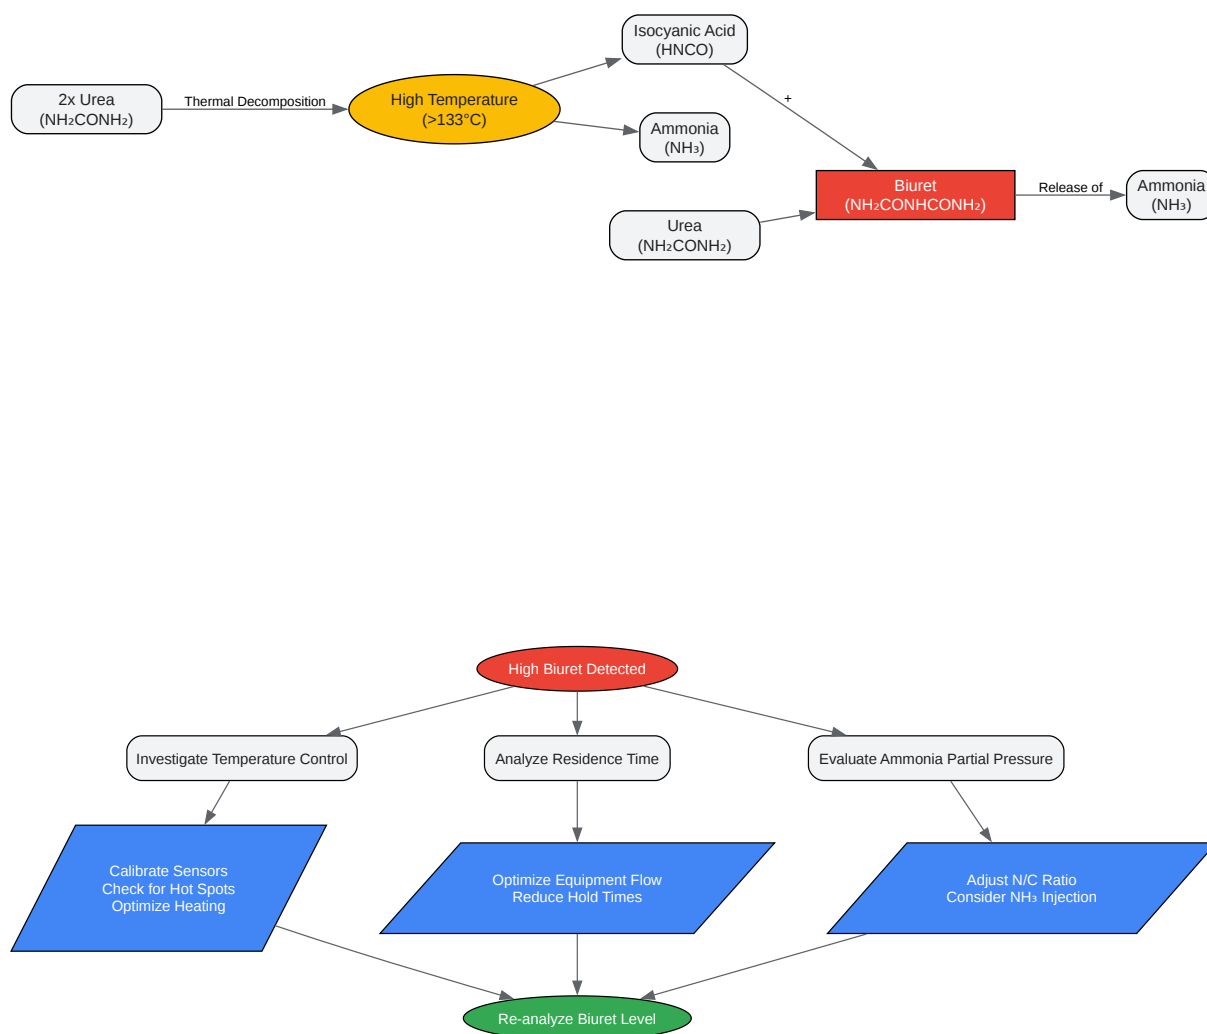 Isocyanic Acid
(HNCO)
2x Urea
(NH₂CONH₂)
Thermal Decomposition
High Temperature
(>133°C)
+
Ammonia
(NH₃)
Biuret
(NH₂CONHCONH₂)
Release of
Ammonia
(NH₃)
Urea
(NH₂CONH₂)
High Biuret Detected
Investigate Temperature Control
Analyze Residence Time
Evaluate Ammonia Partial Pressure
Calibrate Sensors
Check for Hot Spots
Optimize Heating
Optimize Equipment Flow
Reduce Hold Times
Adjust N/C Ratio
Consider NH₃ Injection
Re-analyze Biuret Level